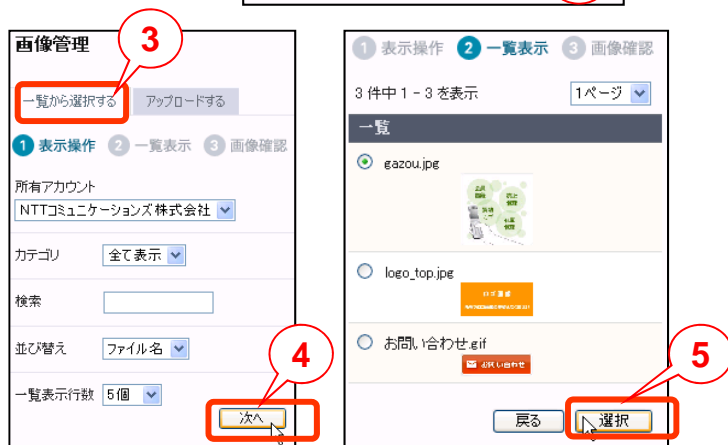 画像管理
3
一覧から選択する
アップロードする
1 表示操作 2 一覧表示 3 画像確認
所有アカウント
NTTコミュニケーションズ株式会社
カテゴリ 全て表示
検索
並び替え ファイル名
一覧表示行数 5個
4
次へ
1 表示操作 2 一覧表示 3 画像確認
3 件中 1 - 3 を表示 1ページ
一覧
gazou.jpg
logo_top.jpg
お問い合わせ.gif
お問い合わせ
5
戻る 選択